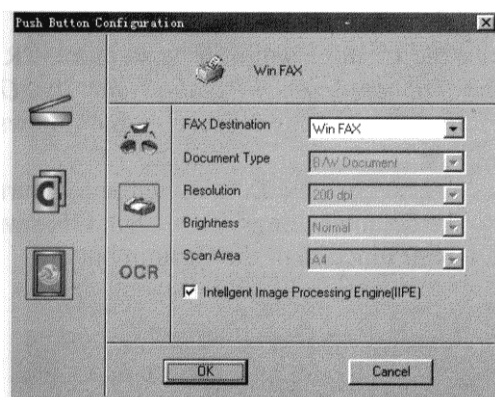 Push Button Configuration
Win FAX
FAX Destination
Win FAX
Document Type
B/W Document
Resolution
200 dpi
Brightness
Normal
Scan Area
A4
OCR
Intellgent Image Processing Engine(IIPE)
OK
Cancel